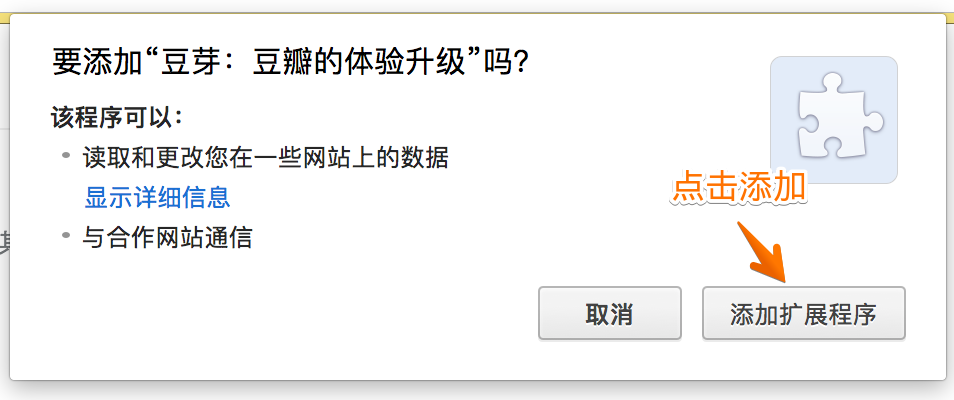 要添加“豆芽：豆瓣的体验升级”吗？
该程序可以：
• 读取和更改您在一些网站上的数据
显示详细信息
• 与合作网站通信
点击添加
取消
添加扩展程序